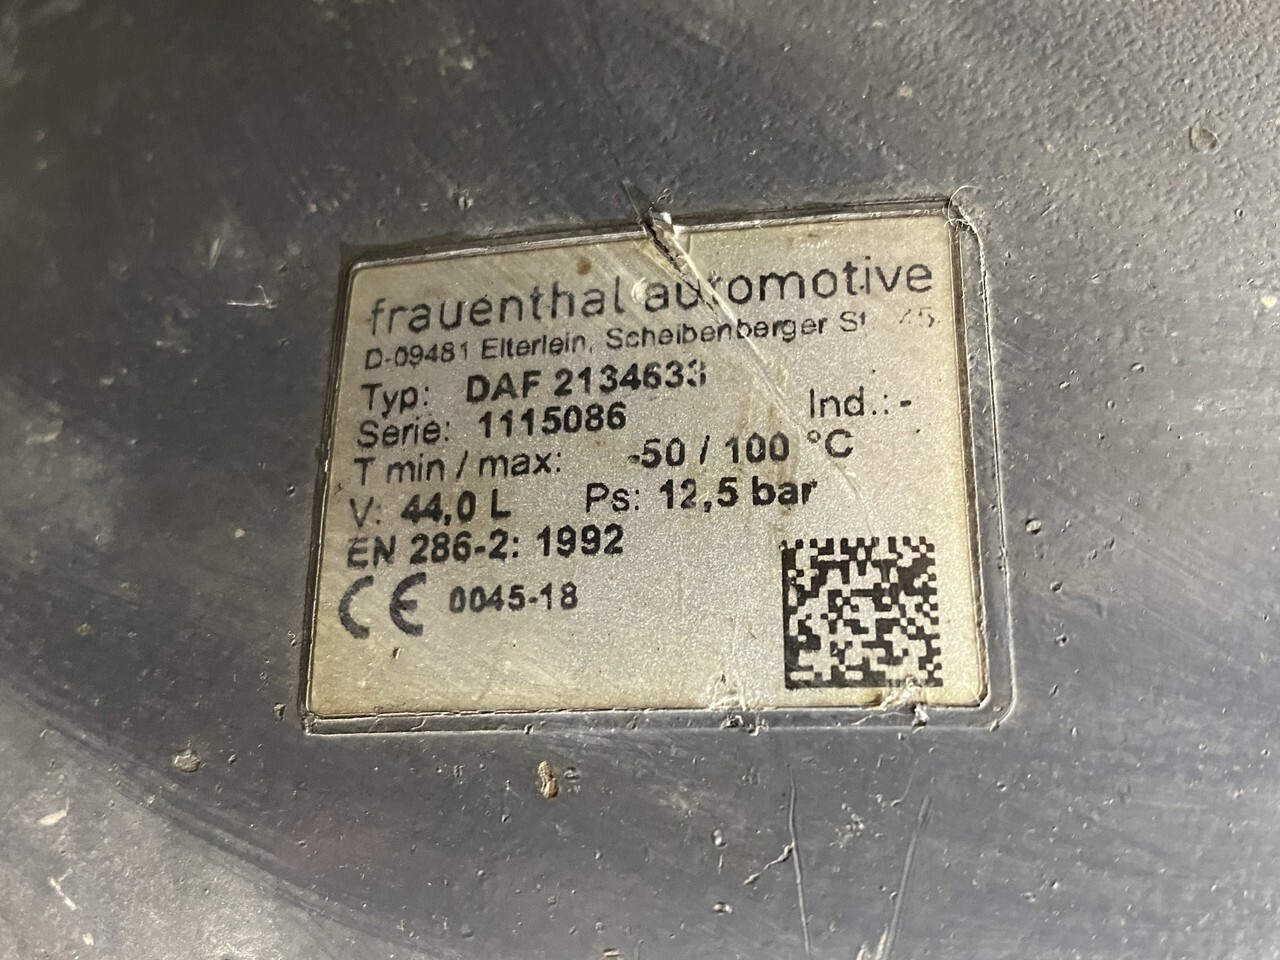 frauenthal automotive
D-09481 Elterlein, Scheibenberger
Typ: DAF 2134633
Serie: 1115086 Ind.: -
T min / max: -50 / 100 °C
V: 44,0 L Ps: 12,5 bar
EN 286-2: 1992
CE 0045-18